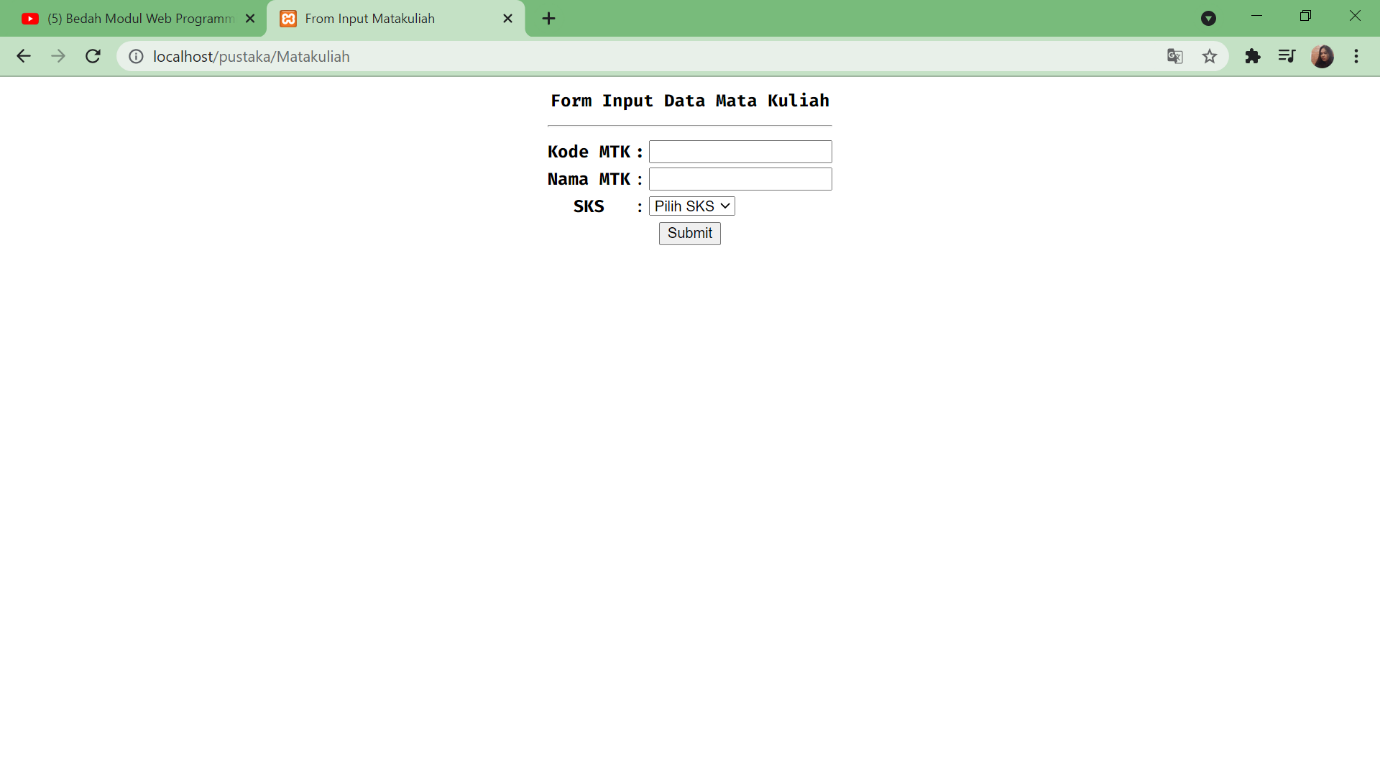 (5) Bedah Modul Web Programm
From Input Matakuliah
localhost/pustaka/Matakuliah
Form Input Data Mata Kuliah
Kode MTK :
Nama MTK :
SKS : Pilih SKS
Submit